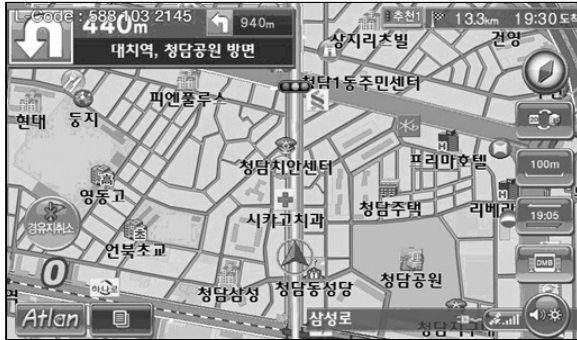 L-Code : 588 103 2145
440m
940m
대치역, 청담공원 방면
추천1
13.3km
19:30 도착
상지리츠빌
건영
청담1동주민센터
피엔폴루스
현대
동지
청담치안센터
프리마호텔
100m
영동고
경유지취소
시카고치과
청담주택
리베라
19:05
언북초교
DMB
0
하나로
청담공원
청담삼성
청담동성당
Atlan
삼성로